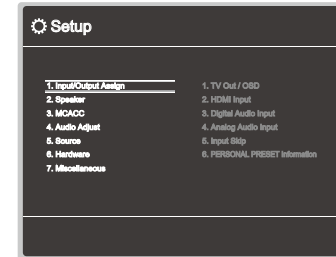 Setup
1. Input/Output Assign
2. Speaker
3. MCACC
4. Audio Adjust
5. Source
6. Hardware
7. Miscellaneous
1. TV Out / OSD
2. HDMI Input
3. Digital Audio Input
4. Analog Audio Input
5. Input Skip
6. PERSONAL PRESET Information